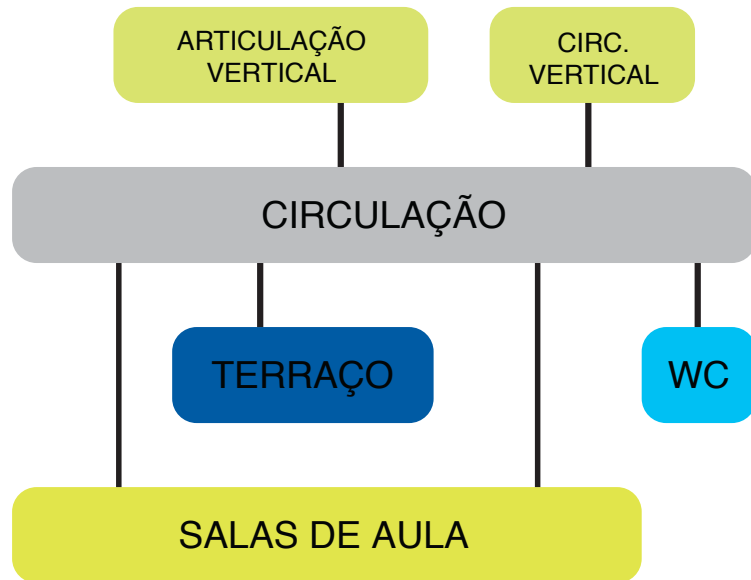 ARTICULAÇÃO
VERTICAL
CIRC.
VERTICAL
CIRCULAÇÃO
TERRAÇO
WC
SALAS DE AULA